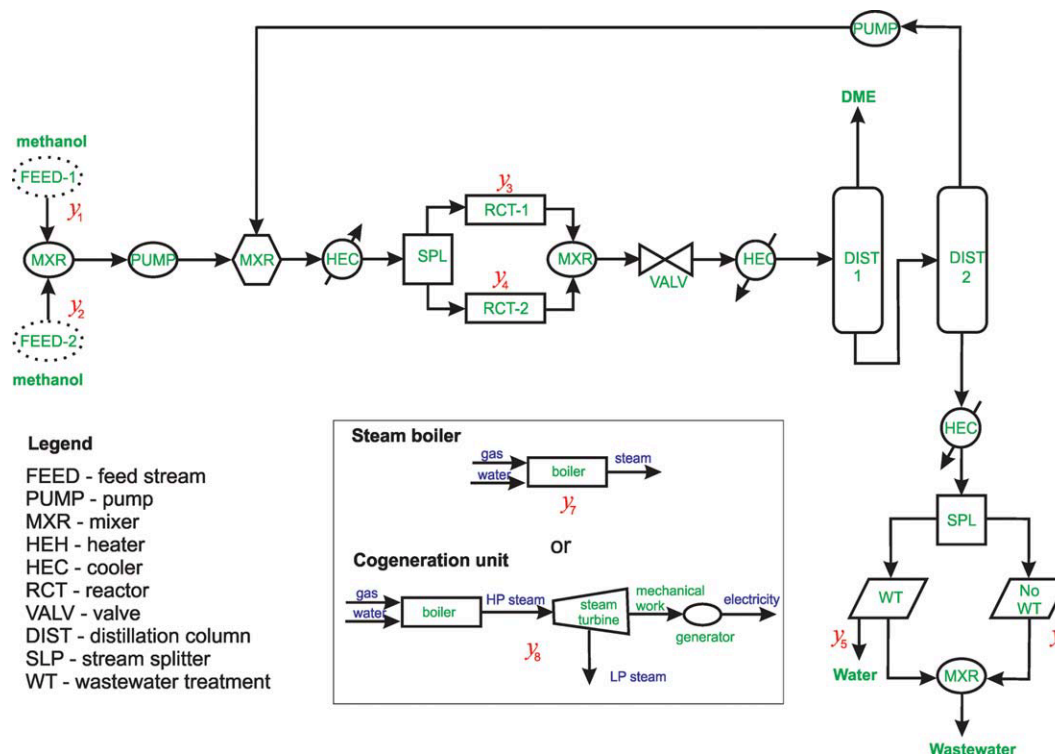 PUMP
DME
methanol
FEED-1
y1
y3
RCT-1
MXR
PUMP
MXR
HEC
SPL
MXR
VALV
HEC
DIST
1
DIST
2
y2
y4
RCT-2
FEED-2
methanol
Legend
FEED - feed stream
PUMP - pump
MXR - mixer
HEH - heater
HEC - cooler
RCT - reactor
VALV - valve
DIST - distillation column
SLP - stream splitter
WT - wastewater treatment
Steam boiler
gas
water
boiler
steam
y7
or
Cogeneration unit
gas
water
boiler
HP steam
steam
turbine
mechanical
work
generator
electricity
y8
LP steam
HEC
SPL
WT
No
WT
y5
y
Water
MXR
Wastewater